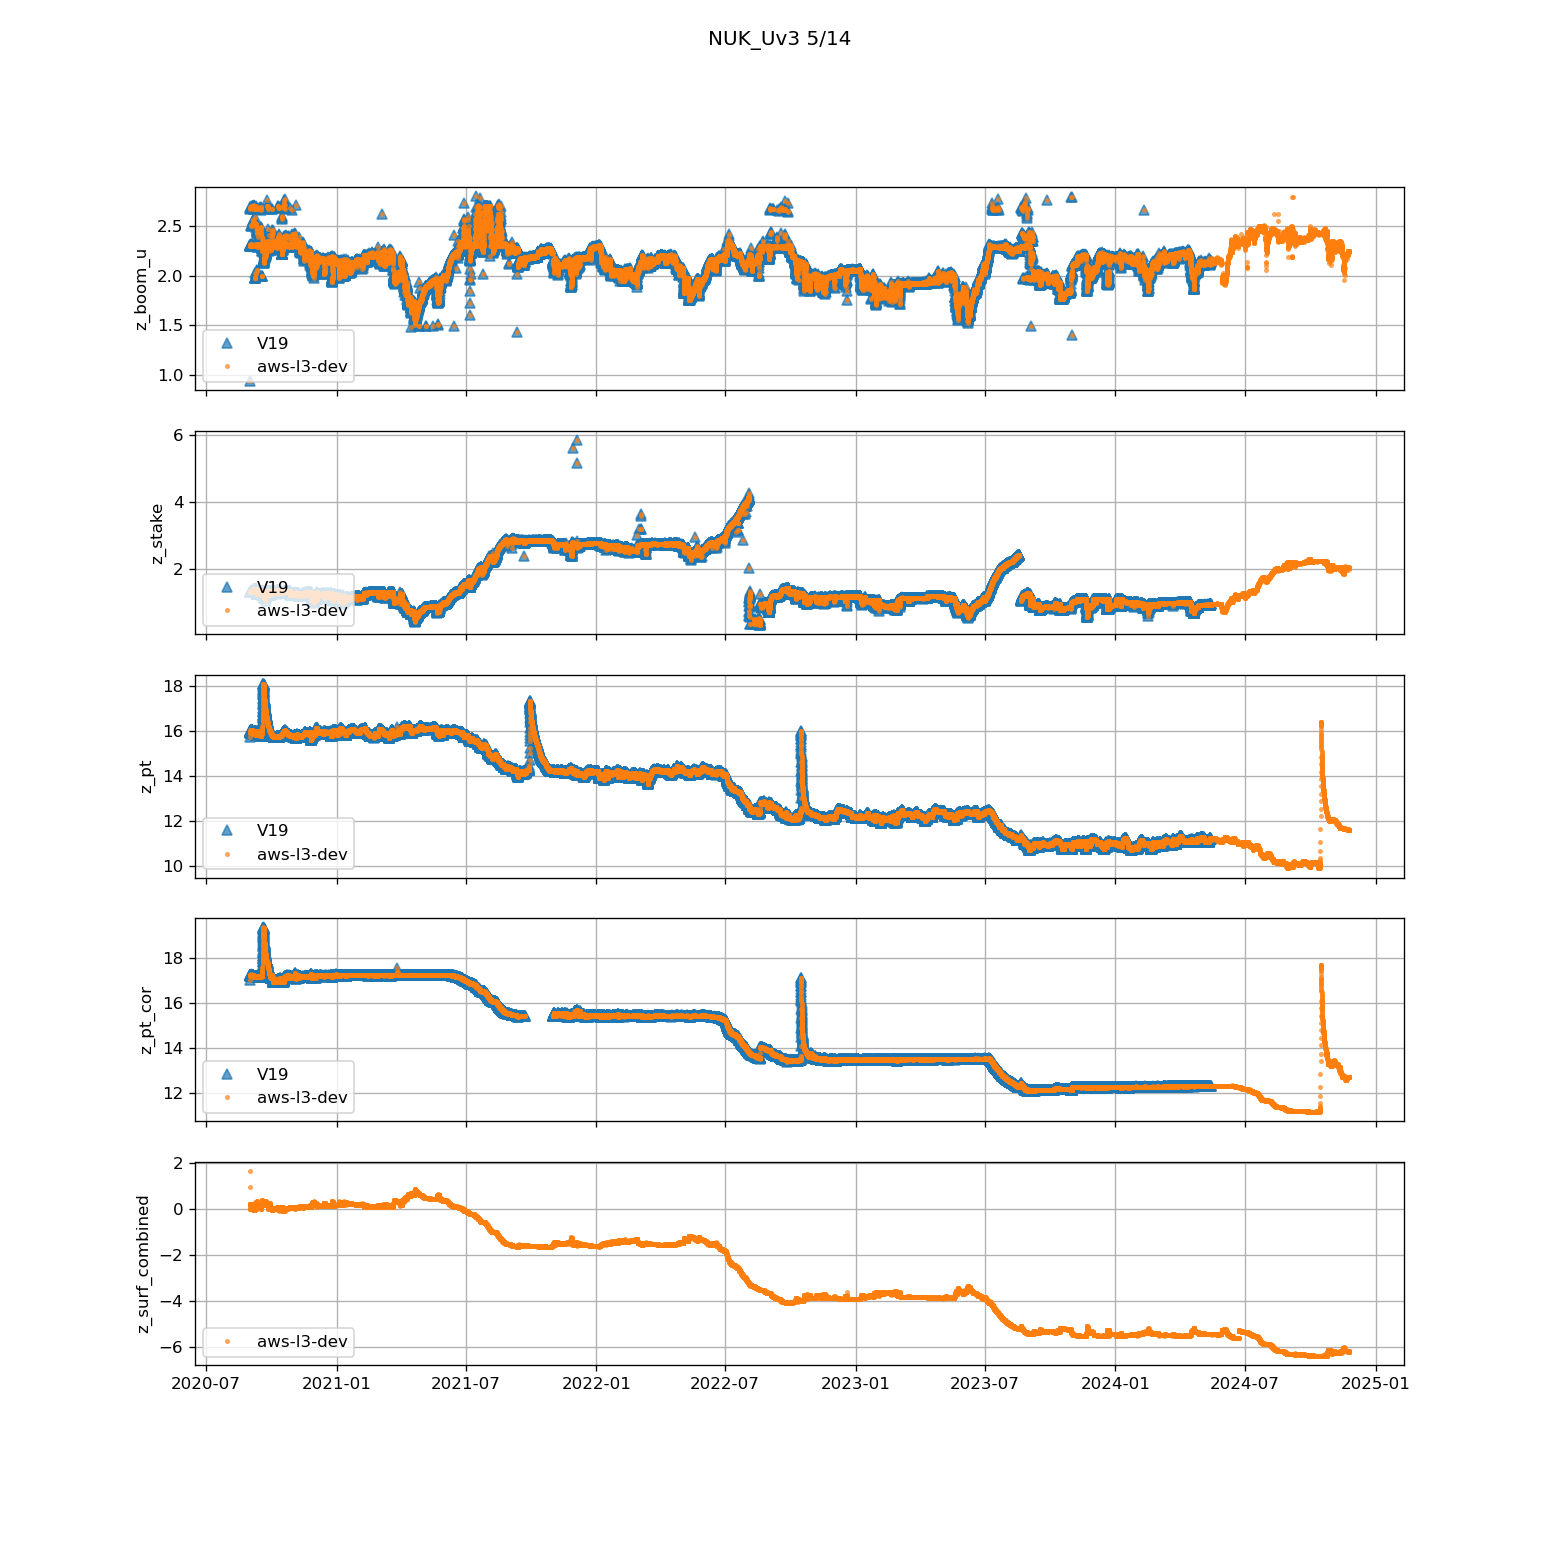 NUK_Uv3 5/14
z_boom_u
2.5
2.0
1.5
1.0
V19
aws-l3-dev
z_stake
6
4
2
V19
aws-l3-dev
z_pt
18
16
14
12
10
V19
aws-l3-dev
z_pt_cor
18
16
14
12
V19
aws-l3-dev
z_surf_combined
2
0
−2
−4
−6
aws-l3-dev
2020-07 2021-01 2021-07 2022-01 2022-07 2023-01 2023-07 2024-01 2024-07 2025-01